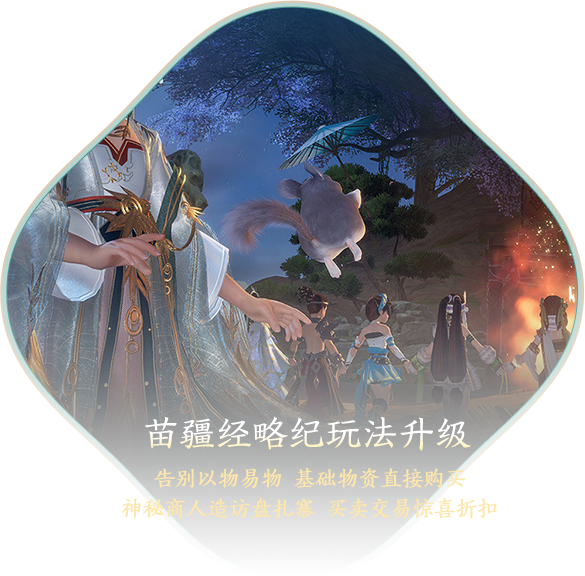 苗疆经略纪玩法升级
告别以物易物 基础物资直接购买
神秘商人造访盘扎寨 买卖交易惊喜折扣